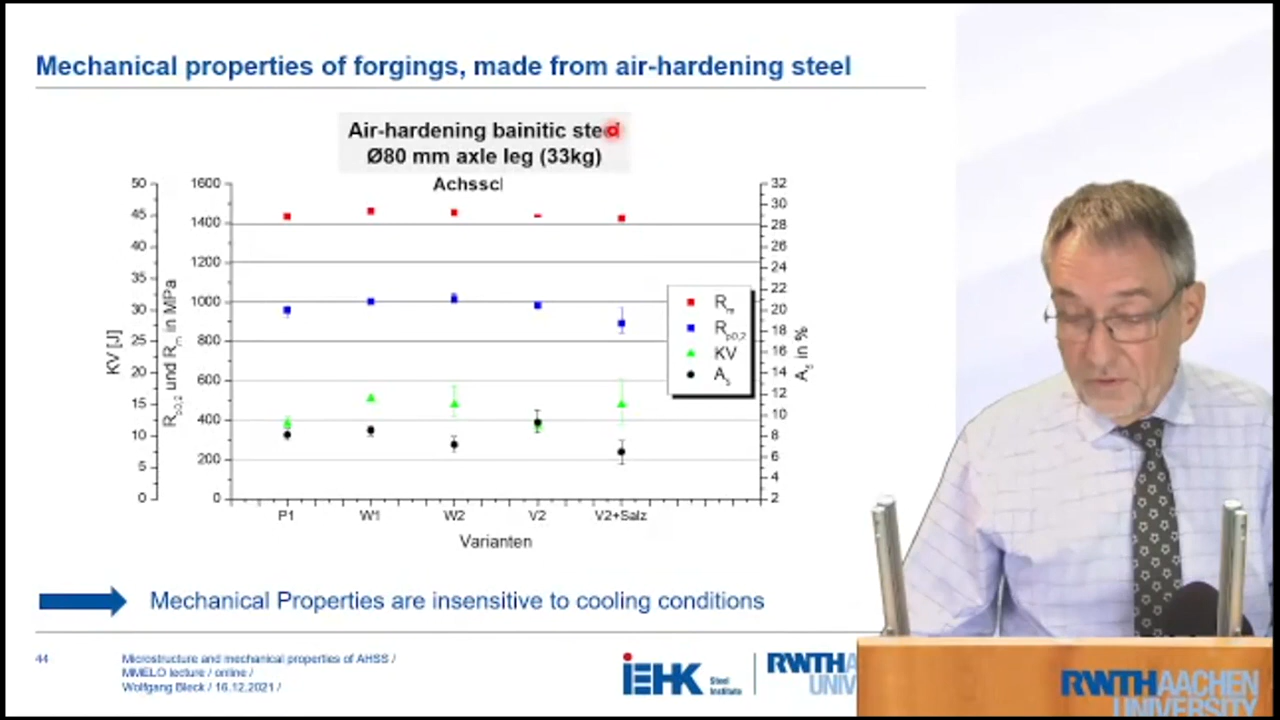 Mechanical properties of forgings, made from air-hardening steel
Air-hardening bainitic steel
Ø80 mm axle leg (33kg)
Achsscl
50
45
40
35
30
25
20
15
10
5
0
KV [J]
1600
1400
1200
1000
800
600
400
200
0
Rp0,2 und Rm in MPa
32
30
28
26
24
22
20
18
16
14
12
10
8
6
4
2
A5 in %
Rm
Rp0,2
KV
A5
P1 W1 W2 V2 V2+Salz
Varianten
Mechanical Properties are insensitive to cooling conditions
44
Microstructure and mechanical properties of AHSS /
MMELO lecture / online /
Wolfgang Bleck / 16.12.2021 /
iEHK Steel
Institute
RWTHA
UNIV
RWTHAACHEN
UNIVERSITY